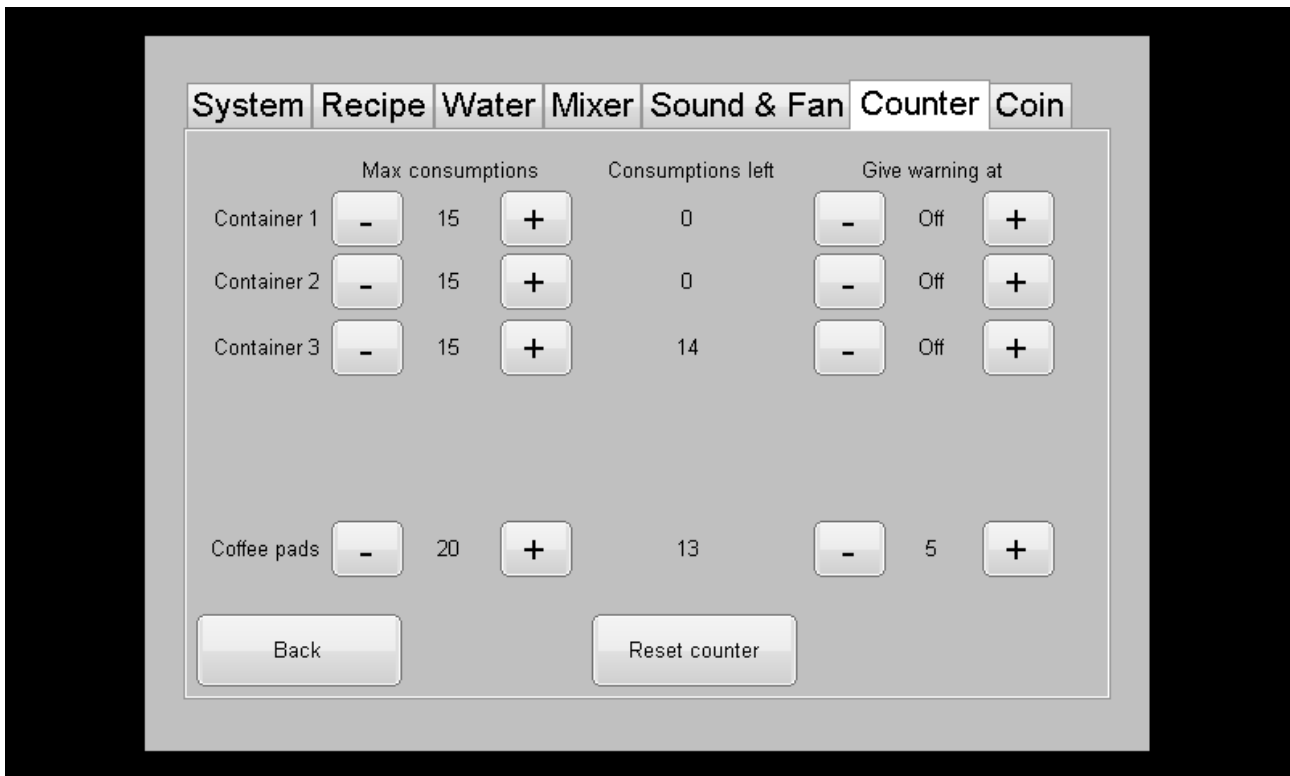 System Recipe Water Mixer Sound & Fan Counter Coin
Max consumptions Consumptions left Give warning at
Container 1 - 15 + 0 - Off +
Container 2 - 15 + 0 - Off +
Container 3 - 15 + 14 - Off +
Coffee pads - 20 + 13 - 5 +
Back Reset counter